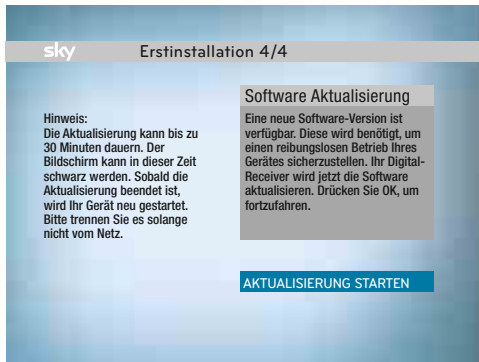 sky Erstinstallation 4/4
Hinweis:
Die Aktualisierung kann bis zu
30 Minuten dauern. Der
Bildschirm kann in dieser Zeit
schwarz werden. Sobald die
Aktualisierung beendet ist,
wird Ihr Gerät neu gestartet.
Bitte trennen Sie es solange
nicht vom Netz.
Software Aktualisierung
Eine neue Software-Version ist
verfügbar. Diese wird benötigt, um
einen reibungslosen Betrieb Ihres
Gerätes sicherzustellen. Ihr Digital-
Receiver wird jetzt die Software
aktualisieren. Drücken Sie OK, um
fortzufahren.
AKTUALISIERUNG STARTEN